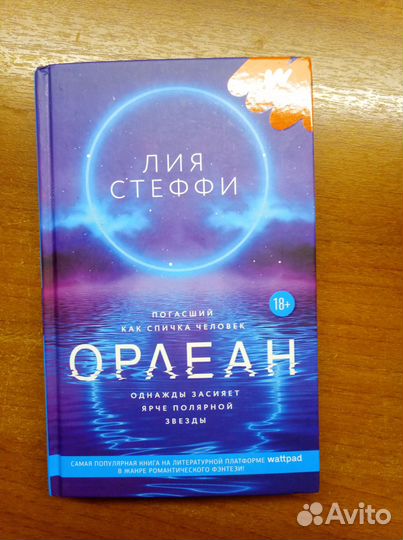 ЛИЯ
СТЕФФИ
ПОГАСШИЙ
КАК СПИЧКА ЧЕЛОВЕК
18+
ОРЛЕАН
ОДНАЖДЫ ЗАСИЯЕТ
ЯРЧЕ ПОЛЯРНОЙ
ЗВЕЗДЫ
САМАЯ ПОПУЛЯРНАЯ КНИГА НА ЛИТЕРАТУРНОЙ ПЛАТФОРМЕ wattpad
В ЖАНРЕ РОМАНТИЧЕСКОГО ФЭНТЕЗИ!
Avito